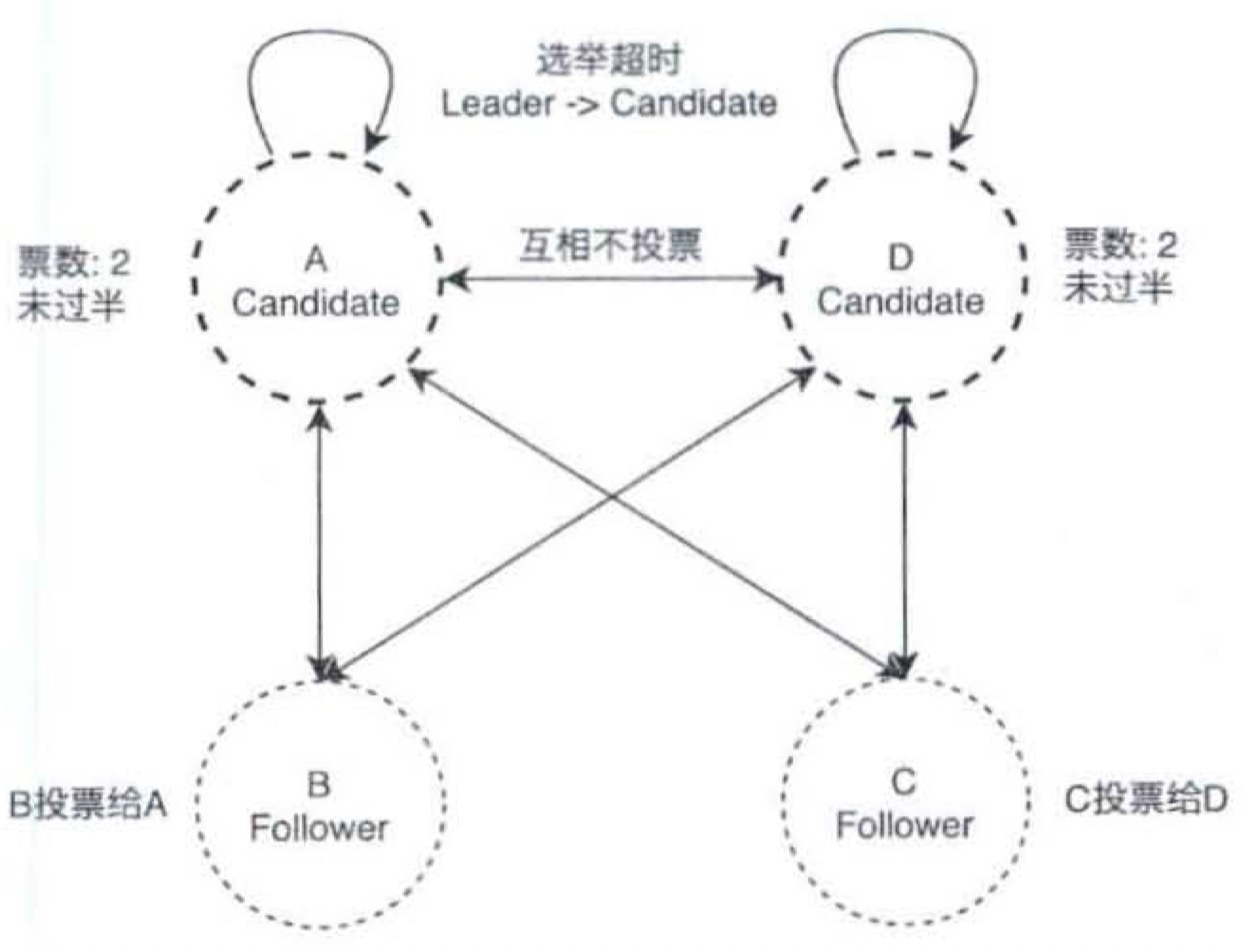 选举超时
Leader -> Candidate
票数: 2
未过半
A
Candidate
互相不投票
D
Candidate
票数: 2
未过半
B投票给A
B
Follower
C
Follower
C投票给D